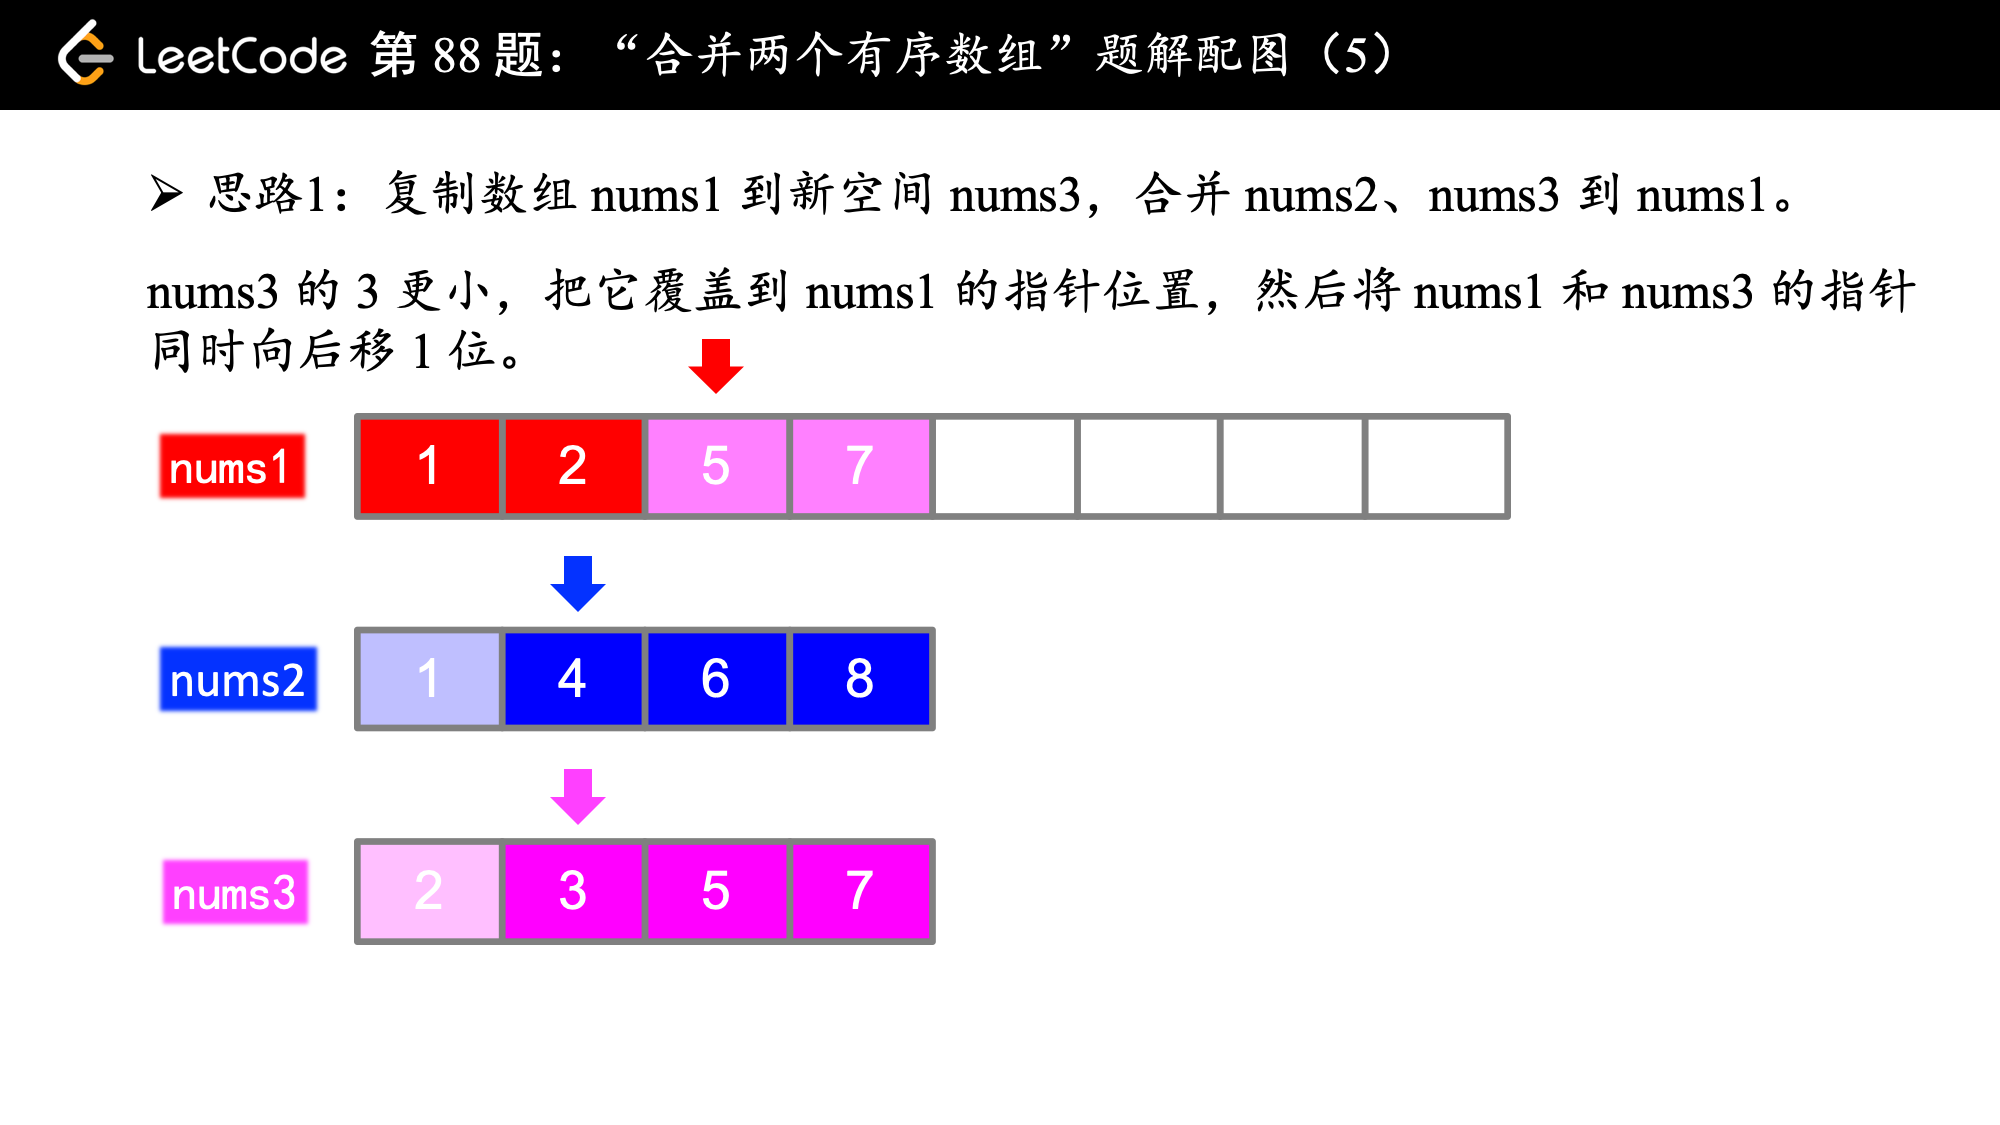 LeetCode 第 88 题：“合并两个有序数组”题解配图（5）
➢ 思路1：复制数组 nums1 到新空间 nums3，合并 nums2、nums3 到 nums1。
nums3 的 3 更小，把它覆盖到 nums1 的指针位置，然后将 nums1 和 nums3 的指针
同时向后移 1 位。
nums1 1 2 5 7
nums2 1 4 6 8
nums3 2 3 5 7